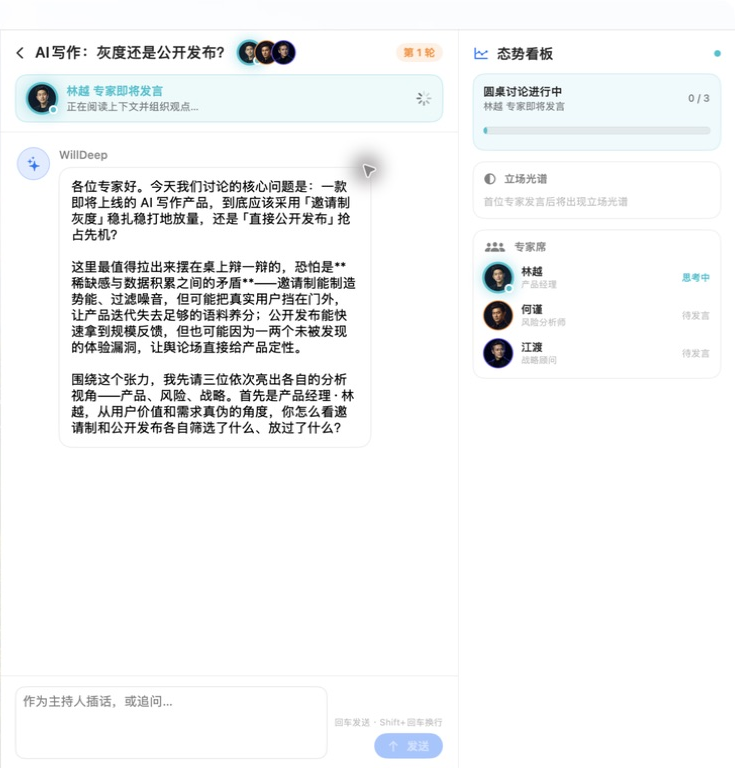 AI写作：灰度还是公开发布？
第 1 轮
林越 专家即将发言
正在阅读上下文并组织观点...
WillDeep
各位专家好。今天我们讨论的核心问题是：一款
即将上线的 AI 写作产品，到底应该采用「邀请制
灰度」稳扎稳打地放量，还是「直接公开发布」抢
占先机？
这里最值得拉出来摆在桌上辩一辩的，恐怕是**
稀缺感与数据积累之间的矛盾**——邀请制能制造
势能、过滤噪音，但可能把真实用户挡在门外，
让产品迭代失去足够的语料养分；公开发布能快
速拿到规模反馈，但也可能因为一两个未被发现
的体验漏洞，让舆论场直接给产品定性。
围绕这个张力，我先请三位依次亮出各自的分析
视角——产品、风险、战略。首先是产品经理·林
越，从用户价值和需求真伪的角度，你怎么看邀
请制和公开发布各自筛选了什么、放过了什么？
作为主持人插话，或追问...
回车发送 · Shift+回车换行
发送
态势看板
圆桌讨论进行中
林越 专家即将发言
0 / 3
立场光谱
首位专家发言后将出现立场光谱
专家席
林越
产品经理
思考中
何谨
风险分析师
待发言
江渡
战略顾问
待发言